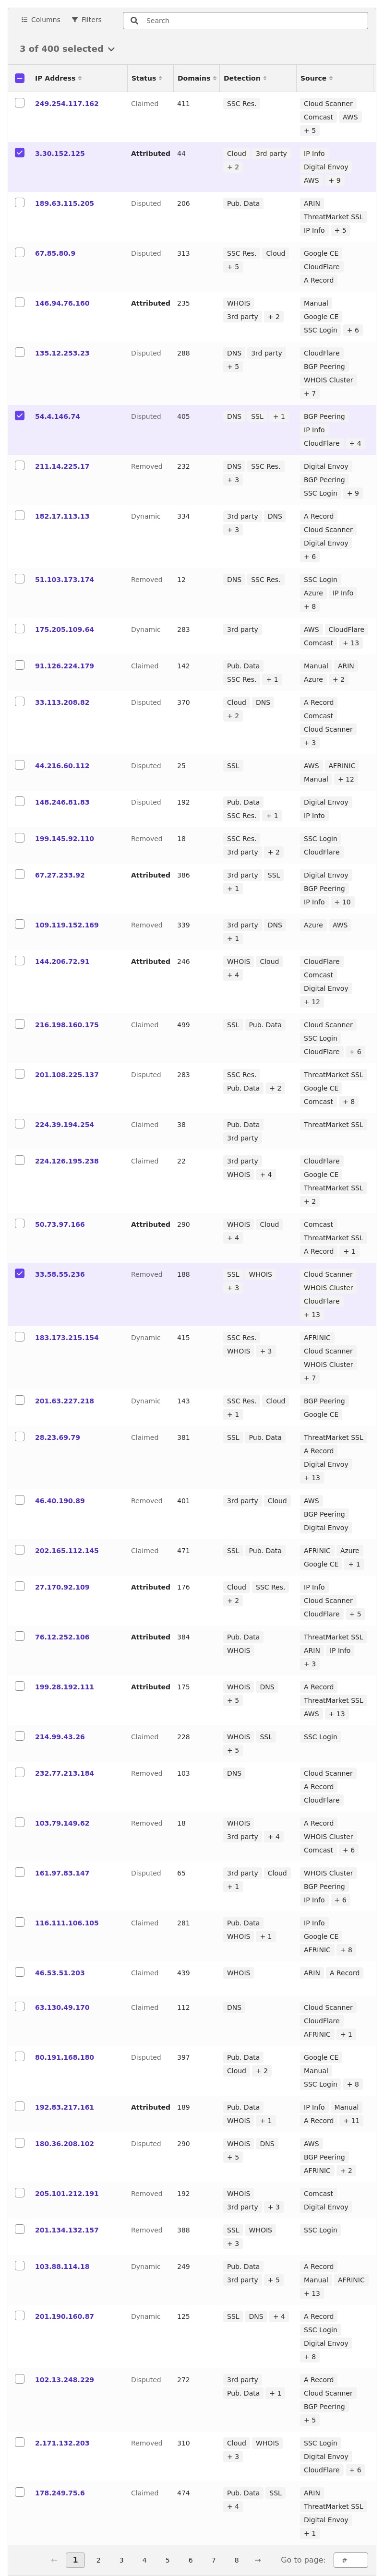 Columns Filters Search
3 of 400 selected
IP Address Status Domains Detection Source
249.254.117.162 Claimed 411 SSC Res. Cloud Scanner
Comcast AWS
+ 5
3.30.152.125 Attributed 44 Cloud 3rd party IP Info
+ 2 Digital Envoy
AWS + 9
189.63.115.205 Disputed 206 Pub. Data ARIN
ThreatMarket SSL
IP Info + 5
67.85.80.9 Disputed 313 SSC Res. Cloud Google CE
+ 5 CloudFlare
A Record
146.94.76.160 Attributed 235 WHOIS Manual
3rd party + 2 Google CE
SSC Login + 6
135.12.253.23 Disputed 288 DNS 3rd party CloudFlare
+ 5 BGP Peering
WHOIS Cluster
+ 7
54.4.146.74 Disputed 405 DNS SSL + 1 BGP Peering
IP Info
CloudFlare + 4
211.14.225.17 Removed 232 DNS SSC Res. Digital Envoy
+ 3 BGP Peering
SSC Login + 9
182.17.113.13 Dynamic 334 3rd party DNS A Record
+ 3 Cloud Scanner
Digital Envoy
+ 6
51.103.173.174 Removed 12 DNS SSC Res. SSC Login
Azure IP Info
+ 8
175.205.109.64 Dynamic 283 3rd party AWS CloudFlare
Comcast + 13
91.126.224.179 Claimed 142 Pub. Data Manual ARIN
SSC Res. + 1 Azure + 2
33.113.208.82 Disputed 370 Cloud DNS A Record
+ 2 Comcast
Cloud Scanner
+ 3
44.216.60.112 Disputed 25 SSL AWS AFRINIC
Manual + 12
148.246.81.83 Disputed 192 Pub. Data Digital Envoy
SSC Res. + 1 IP Info
199.145.92.110 Removed 18 SSC Res. SSC Login
3rd party + 2 CloudFlare
67.27.233.92 Attributed 386 3rd party SSL Digital Envoy
+ 1 BGP Peering
IP Info + 10
109.119.152.169 Removed 339 3rd party DNS Azure AWS
+ 1
144.206.72.91 Attributed 246 WHOIS Cloud CloudFlare
+ 4 Comcast
Digital Envoy
+ 12
216.198.160.175 Claimed 499 SSL Pub. Data Cloud Scanner
SSC Login
CloudFlare + 6
201.108.225.137 Disputed 283 SSC Res. ThreatMarket SSL
Pub. Data + 2 Google CE
Comcast + 8
224.39.194.254 Claimed 38 Pub. Data ThreatMarket SSL
3rd party
224.126.195.238 Claimed 22 3rd party CloudFlare
WHOIS + 4 Google CE
ThreatMarket SSL
+ 2
50.73.97.166 Attributed 290 WHOIS Cloud Comcast
+ 4 ThreatMarket SSL
A Record + 1
33.58.55.236 Removed 188 SSL WHOIS Cloud Scanner
+ 3 WHOIS Cluster
CloudFlare
+ 13
183.173.215.154 Dynamic 415 SSC Res. AFRINIC
WHOIS + 3 Cloud Scanner
WHOIS Cluster
+ 7
201.63.227.218 Dynamic 143 SSC Res. Cloud BGP Peering
+ 1 Google CE
28.23.69.79 Claimed 381 SSL Pub. Data ThreatMarket SSL
A Record
Digital Envoy
+ 13
46.40.190.89 Removed 401 3rd party Cloud AWS
BGP Peering
Digital Envoy
202.165.112.145 Claimed 471 SSL Pub. Data AFRINIC Azure
Google CE + 1
27.170.92.109 Attributed 176 Cloud SSC Res. IP Info
+ 2 Cloud Scanner
CloudFlare + 5
76.12.252.106 Attributed 384 Pub. Data ThreatMarket SSL
WHOIS ARIN IP Info
+ 3
199.28.192.111 Attributed 175 WHOIS DNS A Record
+ 5 ThreatMarket SSL
AWS + 13
214.99.43.26 Claimed 228 WHOIS SSL SSC Login
+ 5
232.77.213.184 Removed 103 DNS Cloud Scanner
A Record
CloudFlare
103.79.149.62 Removed 18 WHOIS A Record
3rd party + 4 WHOIS Cluster
Comcast + 6
161.97.83.147 Disputed 65 3rd party Cloud WHOIS Cluster
+ 1 BGP Peering
IP Info + 6
116.111.106.105 Claimed 281 Pub. Data IP Info
WHOIS + 1 Google CE
AFRINIC + 8
46.53.51.203 Claimed 439 WHOIS ARIN A Record
63.130.49.170 Claimed 112 DNS Cloud Scanner
CloudFlare
AFRINIC + 1
80.191.168.180 Disputed 397 Pub. Data Google CE
Cloud + 2 Manual
SSC Login + 8
192.83.217.161 Attributed 189 Pub. Data IP Info Manual
WHOIS + 1 A Record + 11
180.36.208.102 Disputed 290 WHOIS DNS AWS
+ 5 BGP Peering
AFRINIC + 2
205.101.212.191 Removed 192 WHOIS Comcast
3rd party + 3 Digital Envoy
201.134.132.157 Removed 388 SSL WHOIS SSC Login
+ 3
103.88.114.18 Dynamic 249 Pub. Data A Record
3rd party + 5 Manual AFRINIC
+ 13
201.190.160.87 Dynamic 125 SSL DNS + 4 A Record
SSC Login
Digital Envoy
+ 8
102.13.248.229 Disputed 272 3rd party A Record
Pub. Data + 1 Cloud Scanner
BGP Peering
+ 5
2.171.132.203 Removed 310 Cloud WHOIS SSC Login
+ 3 Digital Envoy
CloudFlare + 6
178.249.75.6 Claimed 474 Pub. Data SSL ARIN
+ 4 ThreatMarket SSL
Digital Envoy
+ 1
← 1 2 3 4 5 6 7 8 → Go to page: #